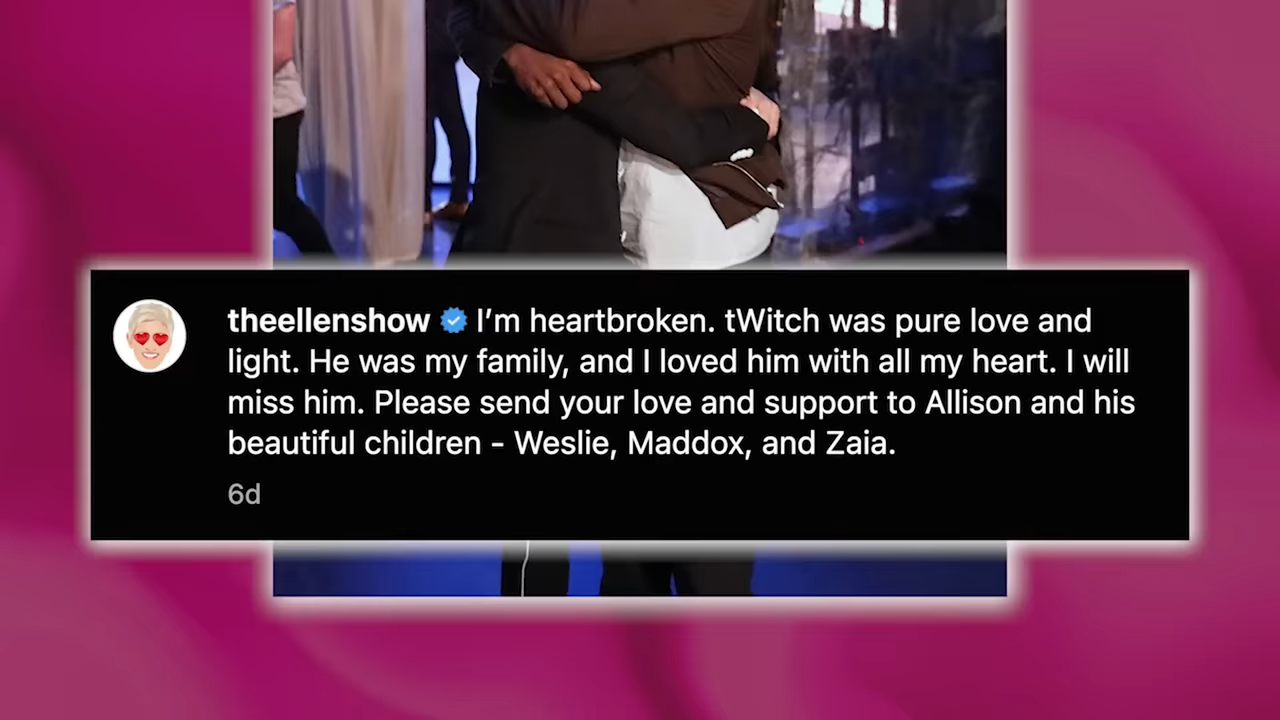 theellenshow I’m heartbroken. tWitch was pure love and
light. He was my family, and I loved him with all my heart. I will
miss him. Please send your love and support to Allison and his
beautiful children - Weslie, Maddox, and Zaia.
6d